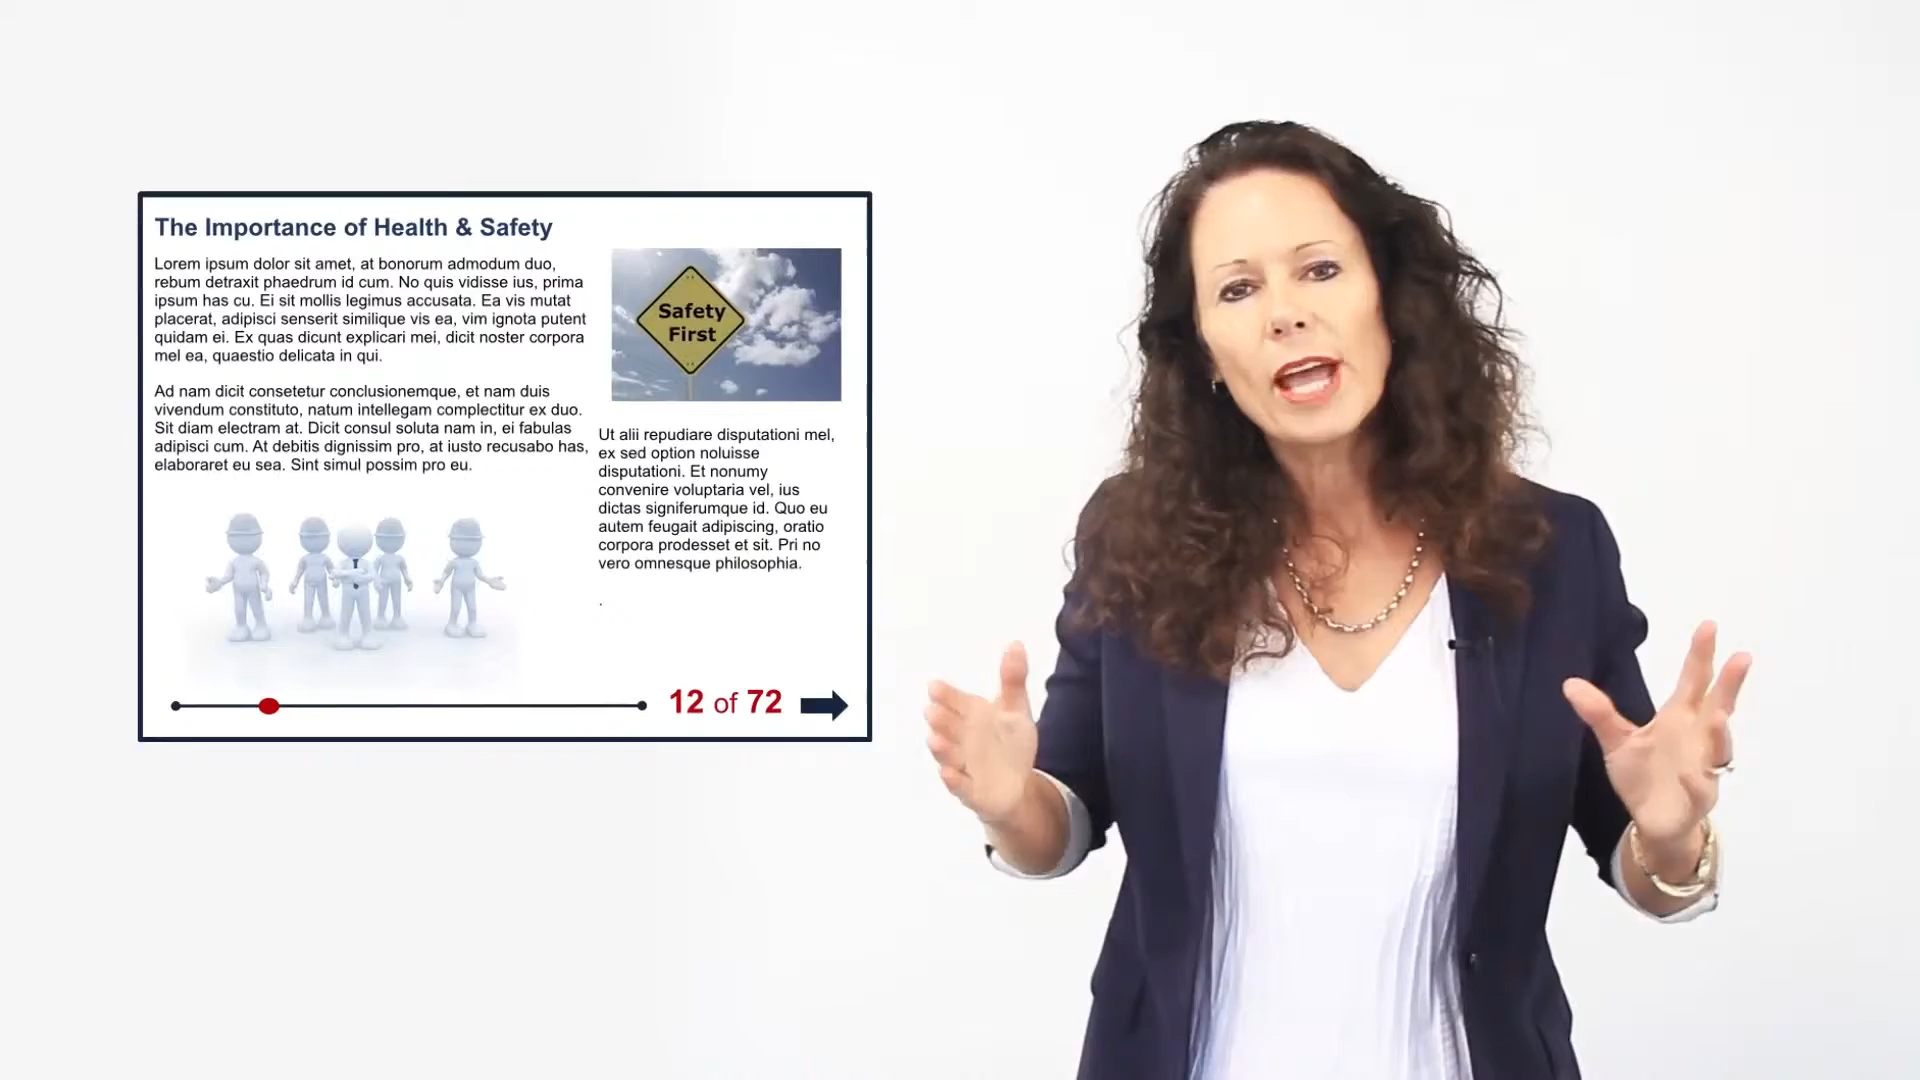 The Importance of Health & Safety
Lorem ipsum dolor sit amet, at bonorum admodum duo,
rebum detraxit phaedrum id cum. No quis vidisse ius, prima
ipsum has cu. Ei sit mollis legimus accusata. Ea vis mutat
placerat, adipisci senserit similique vis ea, vim ignota putent
quidam ei. Ex quas dicunt explicari mei, dicit noster corpora
mel ea, quaestio delicata in qui.
Ad nam dicit consetetur conclusionemque, et nam duis
vivendum constituto, natum intellegam complectitur ex duo.
Sit diam electram at. Dicit consul soluta nam in, ei fabulas
adipisci cum. At debitis dignissim pro, at iusto recusabo has,
elaboraret eu sea. Sint simul possim pro eu.
Safety
First
Ut alii repudiare disputationi mel,
ex sed option noluisse
disputationi. Et nonumy
convenire voluptaria vel, ius
dictas signiferumque id. Quo eu
autem feugait adipiscing, oratio
corpora prodesset et sit. Pri no
vero omnesque philosophia.
.
12 of 72